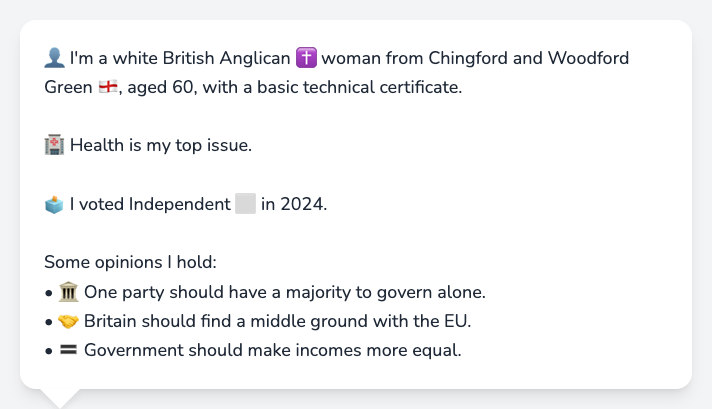 👤 I'm a white British Anglican ✝️ woman from Chingford and Woodford
Green 🏴󠁧󠁢󠁥󠁮󠁧󠁿, aged 60, with a basic technical certificate.
🏥 Health is my top issue.
🗳️ I voted Independent ⬜ in 2024.
Some opinions I hold:
• 🏛️ One party should have a majority to govern alone.
• 🤝 Britain should find a middle ground with the EU.
• 🟰 Government should make incomes more equal.